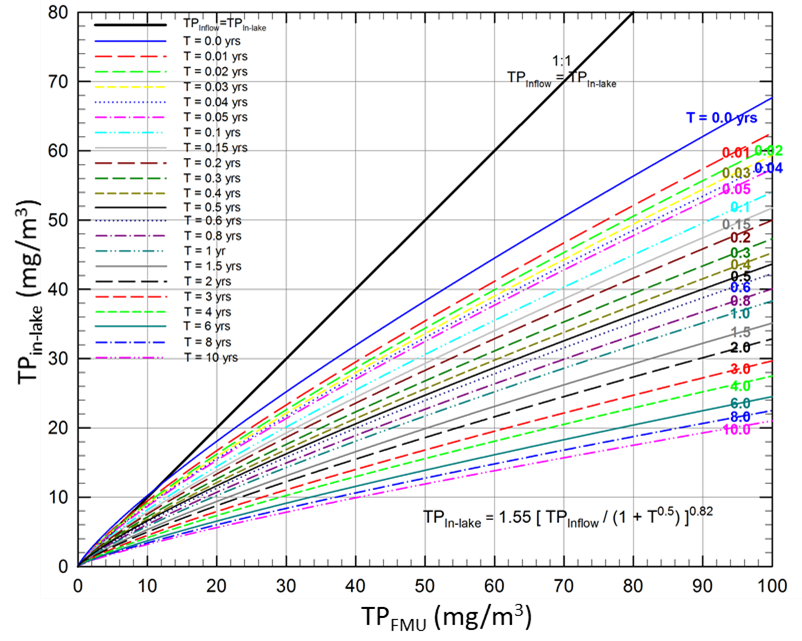 TP_Inflow=TP_In-lake
T = 0.0 yrs
T = 0.01 yrs
T = 0.02 yrs
T = 0.03 yrs
T = 0.04 yrs
T = 0.05 yrs
T = 0.1 yrs
T = 0.15 yrs
T = 0.2 yrs
T = 0.3 yrs
T = 0.4 yrs
T = 0.5 yrs
T = 0.6 yrs
T = 0.8 yrs
T = 1 yr
T = 1.5 yrs
T = 2 yrs
T = 3 yrs
T = 4 yrs
T = 6 yrs
T = 8 yrs
T = 10 yrs
1:1
TP_Inflow = TP_In-lake
T = 0.0 yrs
0.01
0.02
0.03
0.04
0.05
0.1
0.15
0.2
0.3
0.4
0.5
0.6
0.8
1.0
1.5
2.0
3.0
4.0
6.0
8.0
10.0
TP_In-lake = 1.55 [ TP_Inflow / (1 + T^0.5) ]^0.82
80
70
60
50
40
30
20
10
0
TP_in-lake (mg/m³)
0 10 20 30 40 50 60 70 80 90 100
TP_FMU (mg/m³)